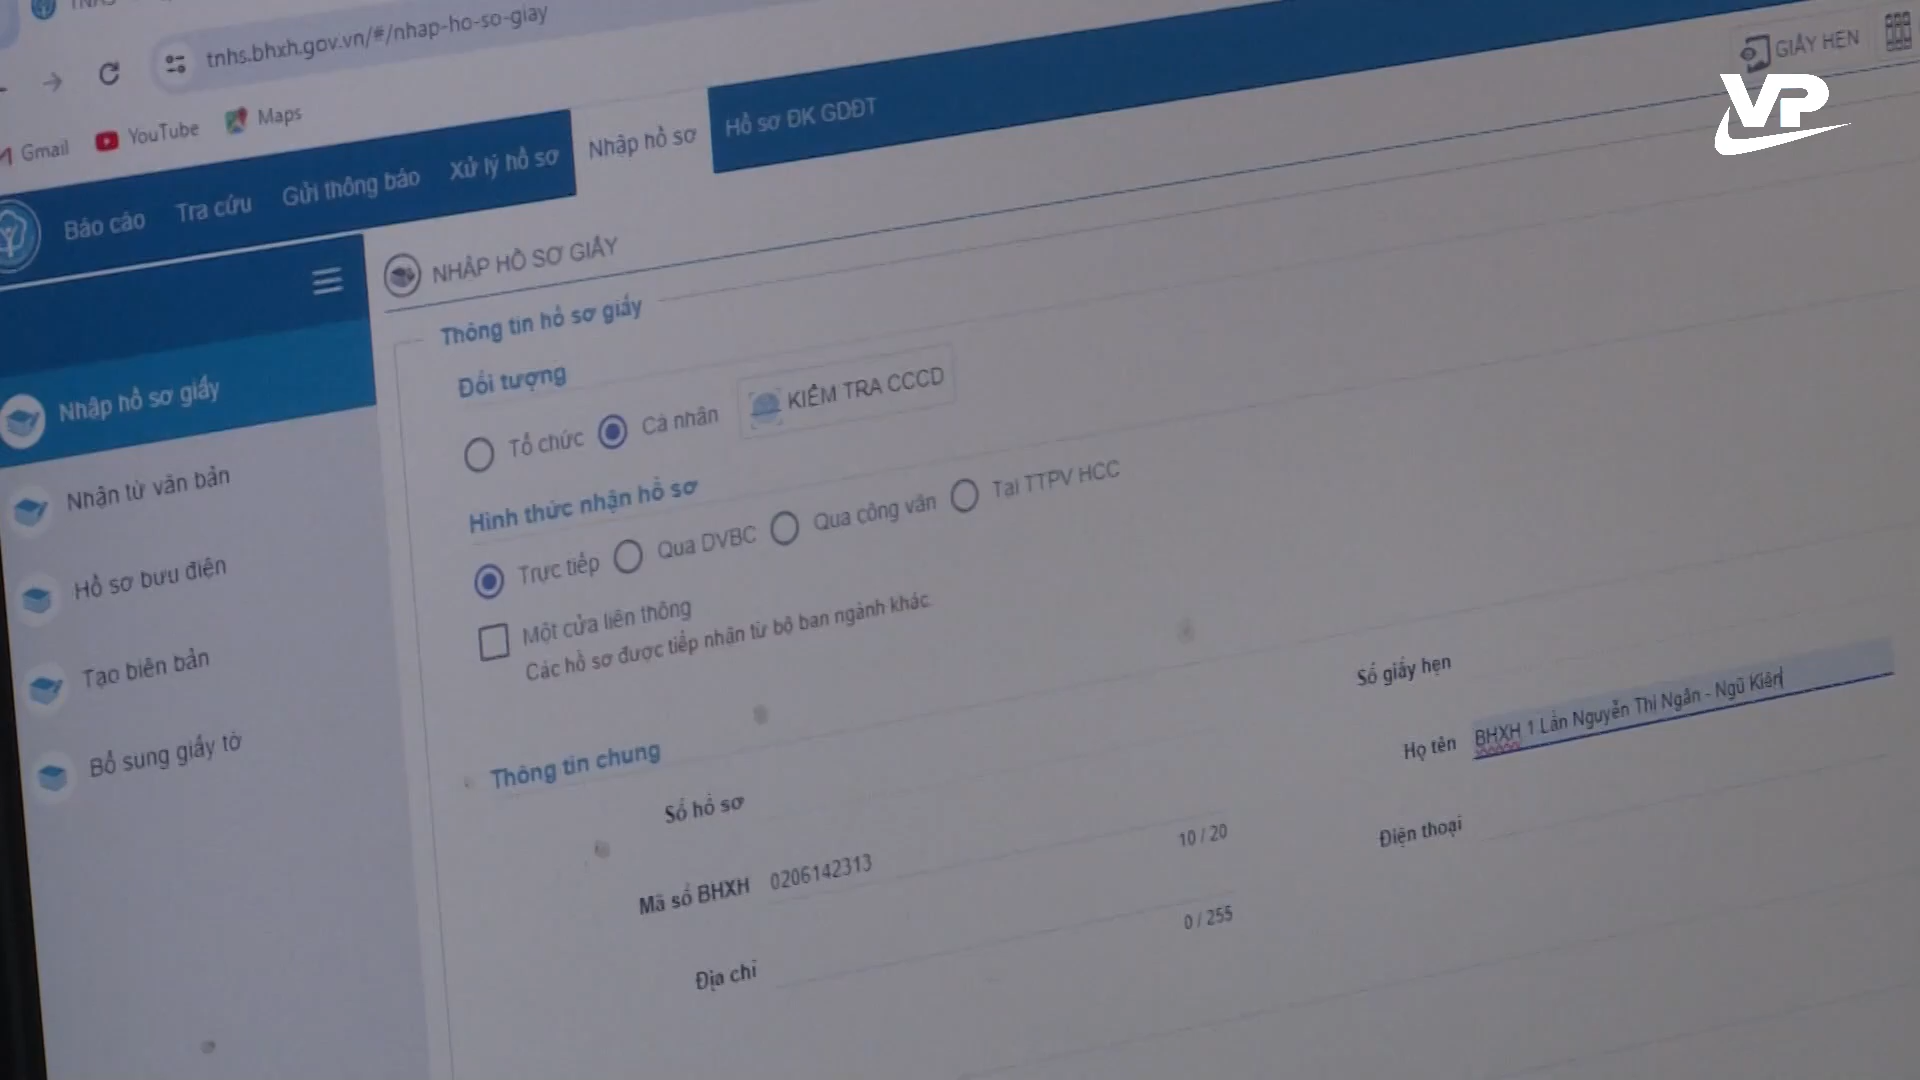 tnhs.bhxh.gov.vn/#/nhap-ho-so-giay
Gmail YouTube Maps
GIẤY HẸN
VP
Báo cáo Tra cứu Gửi thông báo Xử lý hồ sơ Nhập hồ sơ Hồ sơ ĐK GDĐT
NHẬP HỒ SƠ GIẤY
Thông tin hồ sơ giấy
Đối tượng
Tổ chức Cá nhân KIỂM TRA CCCD
Hình thức nhận hồ sơ
Trực tiếp Qua DVBC Qua công văn Tại TTPV HCC
Một cửa liên thông
Các hồ sơ được tiếp nhận từ bộ ban ngành khác
Nhập hồ sơ giấy
Nhận từ văn bản
Hồ sơ bưu điện
Tạo biên bản
Bổ sung giấy tờ
Thông tin chung
Số hồ sơ
Số giấy hẹn
Mã số BHXH 0206142313 10 / 20
Họ tên BHXH 1 Lần Nguyễn Thị Ngân - Ngũ Kiên
Địa chỉ 0 / 255
Điện thoại